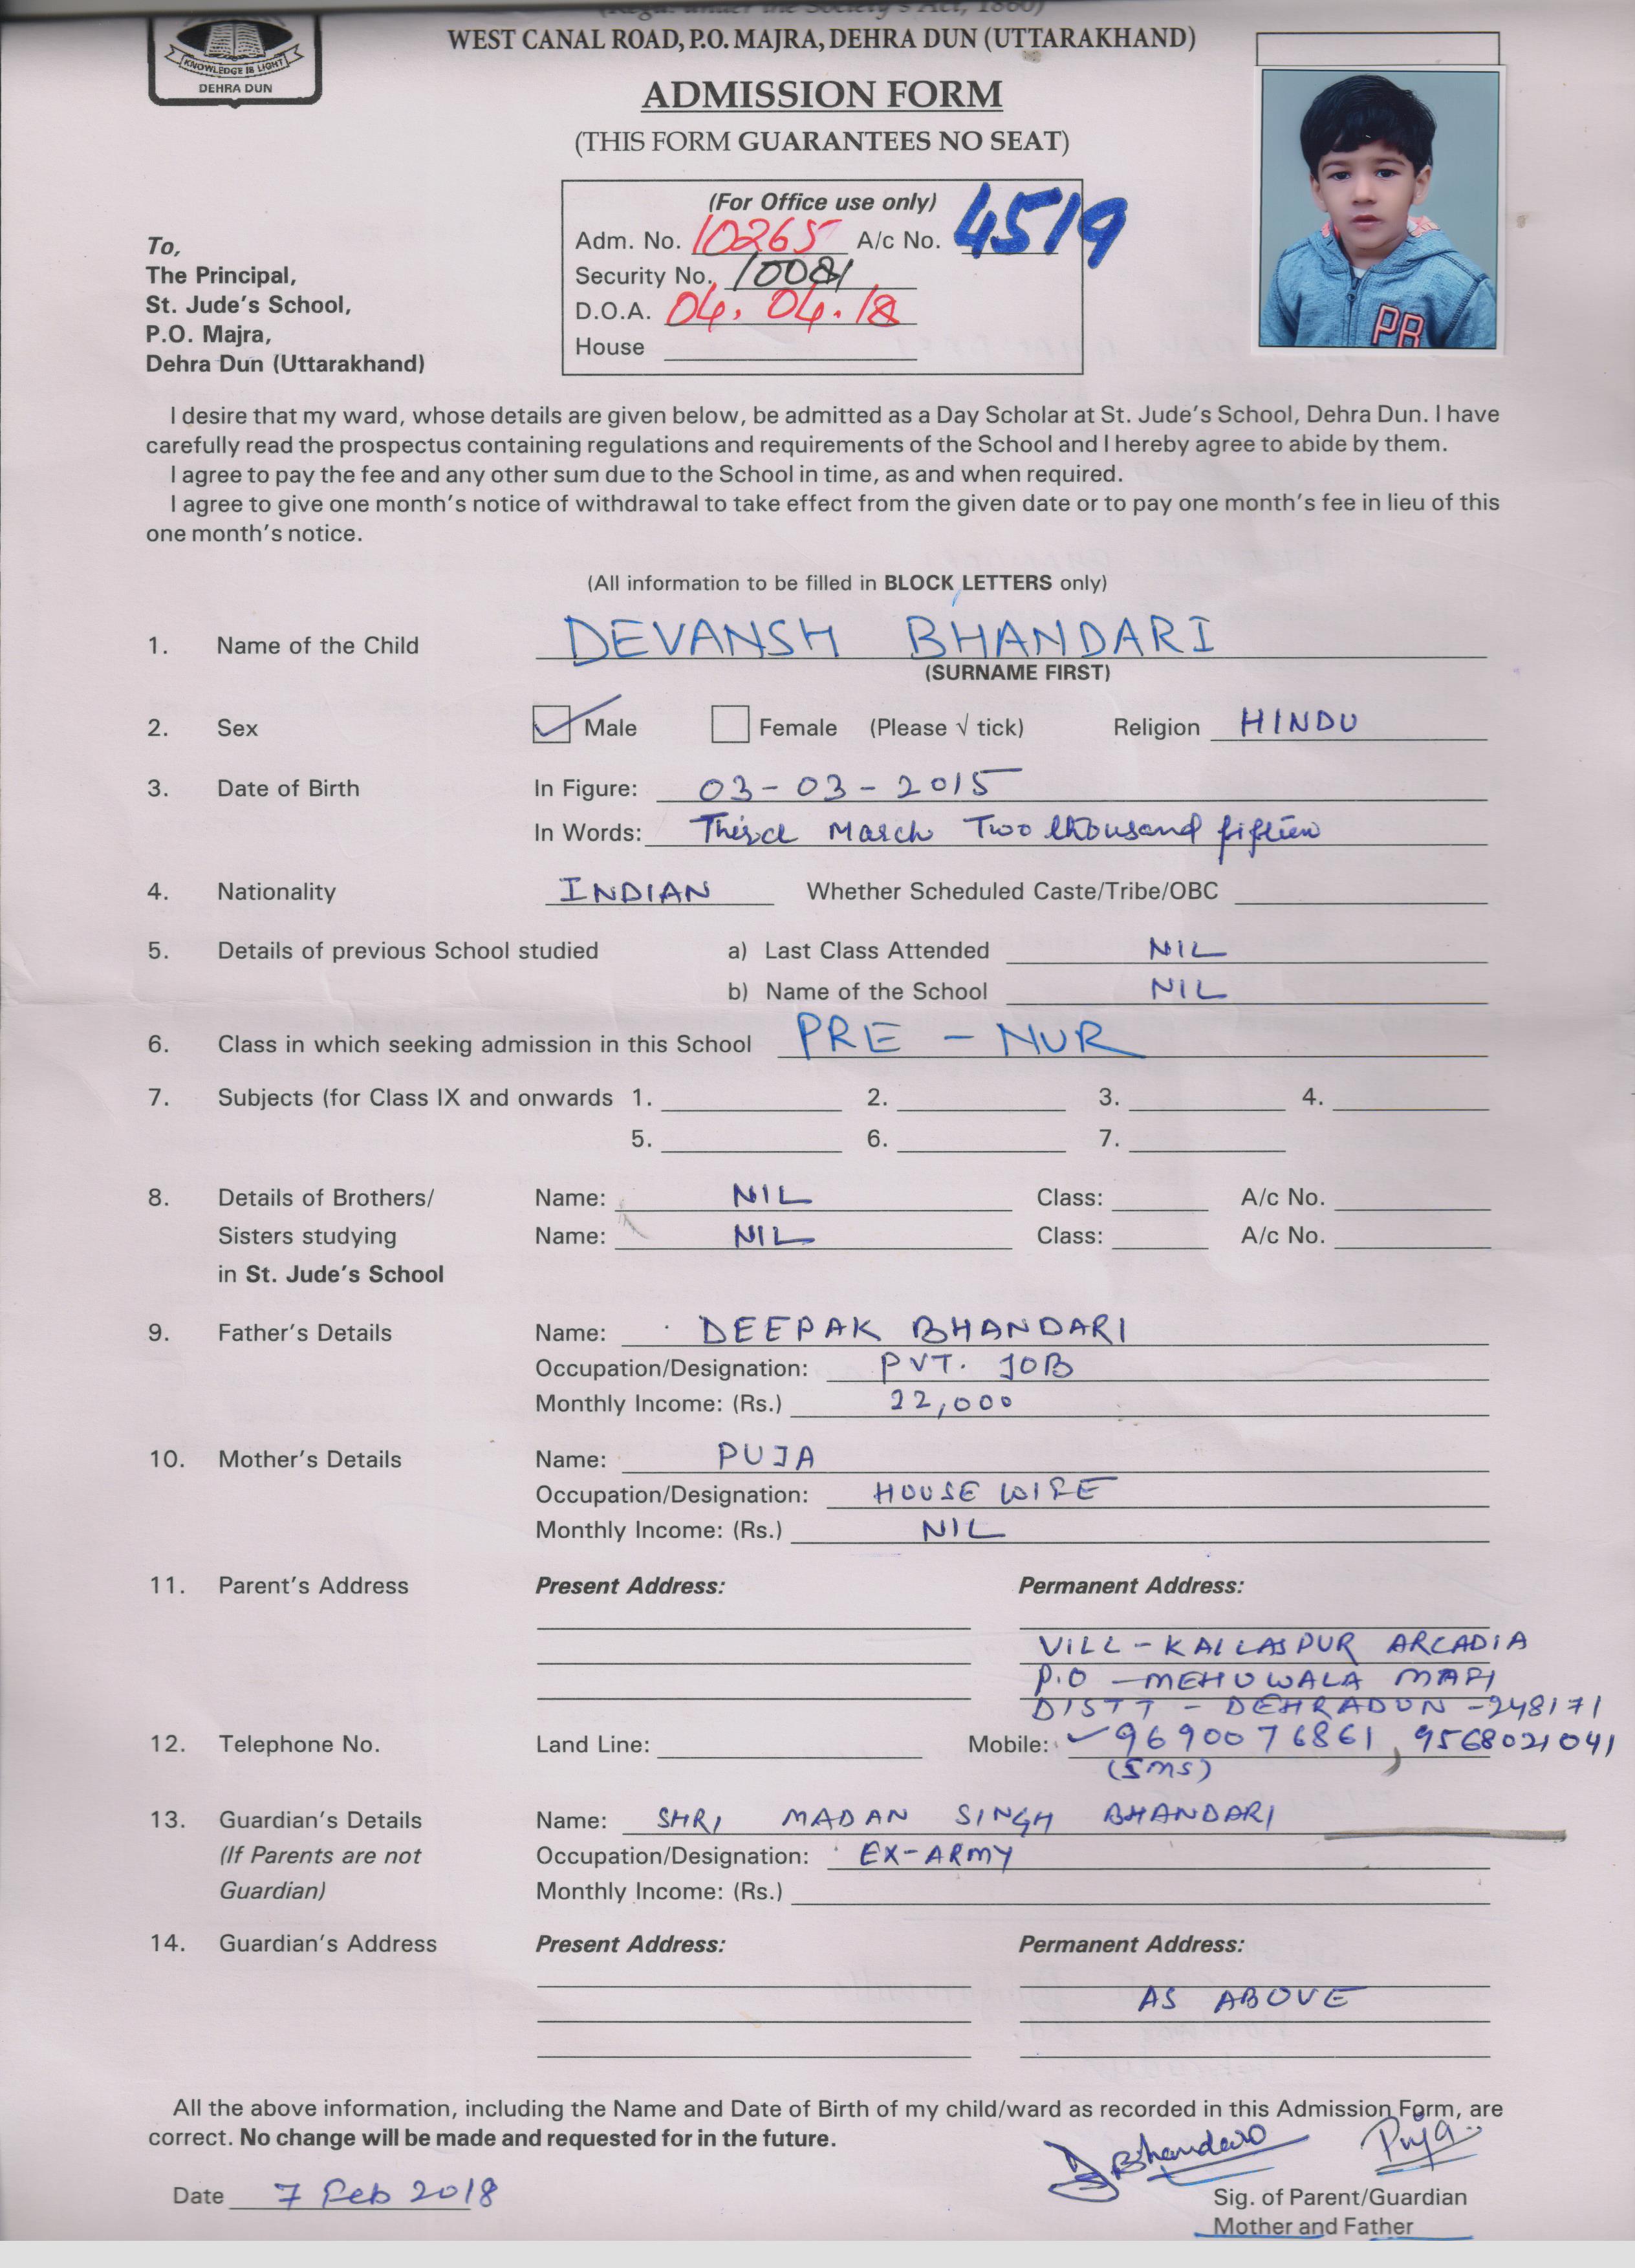 (Regd. under the Society's Act, 1860)
WEST CANAL ROAD, P.O. MAJRA, DEHRA DUN (UTTARAKHAND)
KNOWLEDGE IS LIGHT
DEHRA DUN
ADMISSION FORM
(THIS FORM GUARANTEES NO SEAT)
(For Office use only)
Adm. No. 10265 A/c No. 4519
Security No. 10081
D.O.A. 04. 04. 18
House
To,
The Principal,
St. Jude's School,
P.O. Majra,
Dehra Dun (Uttarakhand)
PB
I desire that my ward, whose details are given below, be admitted as a Day Scholar at St. Jude's School, Dehra Dun. I have
carefully read the prospectus containing regulations and requirements of the School and I hereby agree to abide by them.
I agree to pay the fee and any other sum due to the School in time, as and when required.
I agree to give one month's notice of withdrawal to take effect from the given date or to pay one month's fee in lieu of this
one month's notice.
(All information to be filled in BLOCK LETTERS only)
1. Name of the Child DEVANSH BHANDARI
(SURNAME FIRST)
2. Sex ✓ Male Female (Please √ tick) Religion HINDU
3. Date of Birth In Figure: 03-03-2015
In Words: Third March Two thousand fifteen
4. Nationality INDIAN Whether Scheduled Caste/Tribe/OBC
5. Details of previous School studied a) Last Class Attended NIL
b) Name of the School NIL
6. Class in which seeking admission in this School PRE - NUR
7. Subjects (for Class IX and onwards 1. 2. 3. 4.
5. 6. 7.
8. Details of Brothers/ Name: NIL Class: A/c No.
Sisters studying Name: NIL Class: A/c No.
in St. Jude's School
9. Father's Details Name: DEEPAK BHANDARI
Occupation/Designation: PVT. JOB
Monthly Income: (Rs.) 22,000
10. Mother's Details Name: PUJA
Occupation/Designation: HOUSE WIFE
Monthly Income: (Rs.) NIL
11. Parent's Address Present Address: Permanent Address:
VILL - KAILASPUR ARCADIA
P.O - MEHUWALA MAFI
DISTT - DEHRADUN - 248171
12. Telephone No. Land Line: Mobile: ✓ 9690076861, 9568021041
(SMS)
13. Guardian's Details Name: SHRI MADAN SINGH BHANDARI
(If Parents are not Occupation/Designation: EX-ARMY
Guardian) Monthly Income: (Rs.)
14. Guardian's Address Present Address: Permanent Address:
AS ABOVE
All the above information, including the Name and Date of Birth of my child/ward as recorded in this Admission Form, are
correct. No change will be made and requested for in the future.
Bhandari Puja
Date 7 Feb 2018
Sig. of Parent/Guardian
Mother and Father